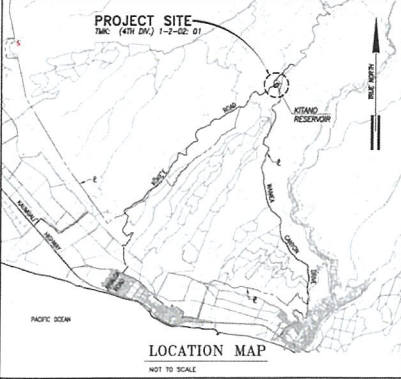 PROJECT SITE
TMK: (4TH DIV.) 1-2-02: 01
TRUE NORTH
KITANO
RESERVOIR
KOKE'E
ROAD
WAIMEA
CANYON
DRIVE
KAUMUALII
HIGHWAY
PACIFIC OCEAN
LOCATION MAP
NOT TO SCALE